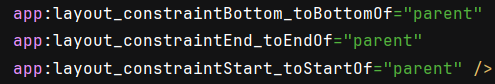 app:layout_constraintBottom_toBottomOf="parent"
app:layout_constraintEnd_toEndOf="parent"
app:layout_constraintStart_toStartOf="parent" />